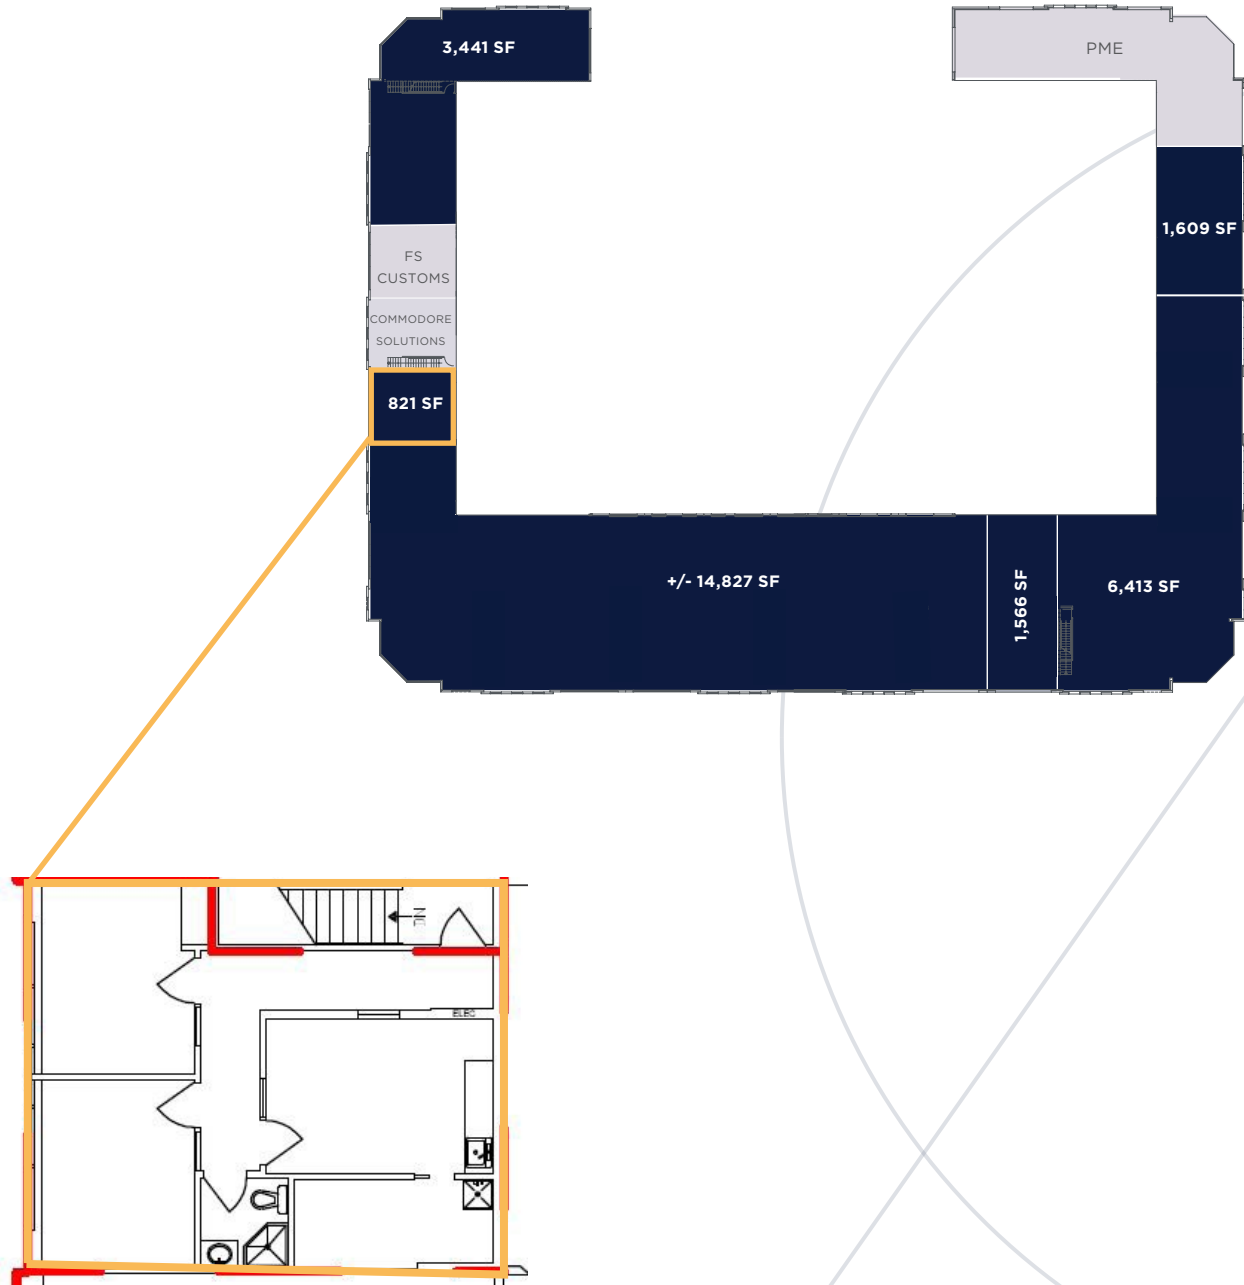 3,441 SF
PME
1,609 SF
FS
CUSTOMS
COMMODORE
SOLUTIONS
821 SF
+/- 14,827 SF
1,566 SF
6,413 SF
ELEC